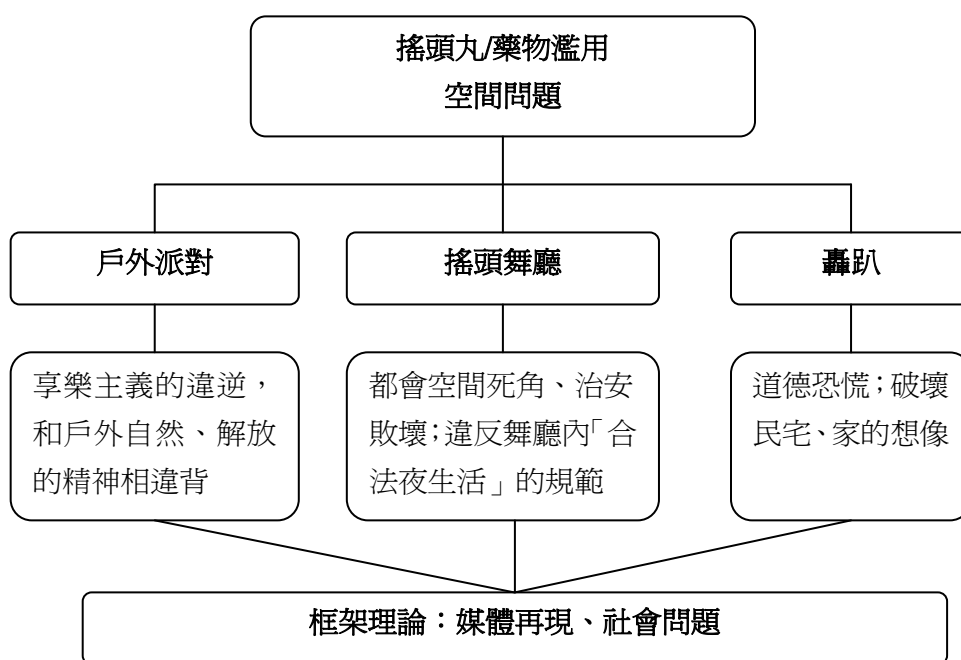 搖頭丸/藥物濫用
空間問題
戶外派對
搖頭舞廳
轟趴
享樂主義的違逆，
和戶外自然、解放
的精神相違背
都會空間死角、治安
敗壞；違反舞廳內「合
法夜生活」的規範
道德恐慌；破壞
民宅、家的想像
框架理論：媒體再現、社會問題